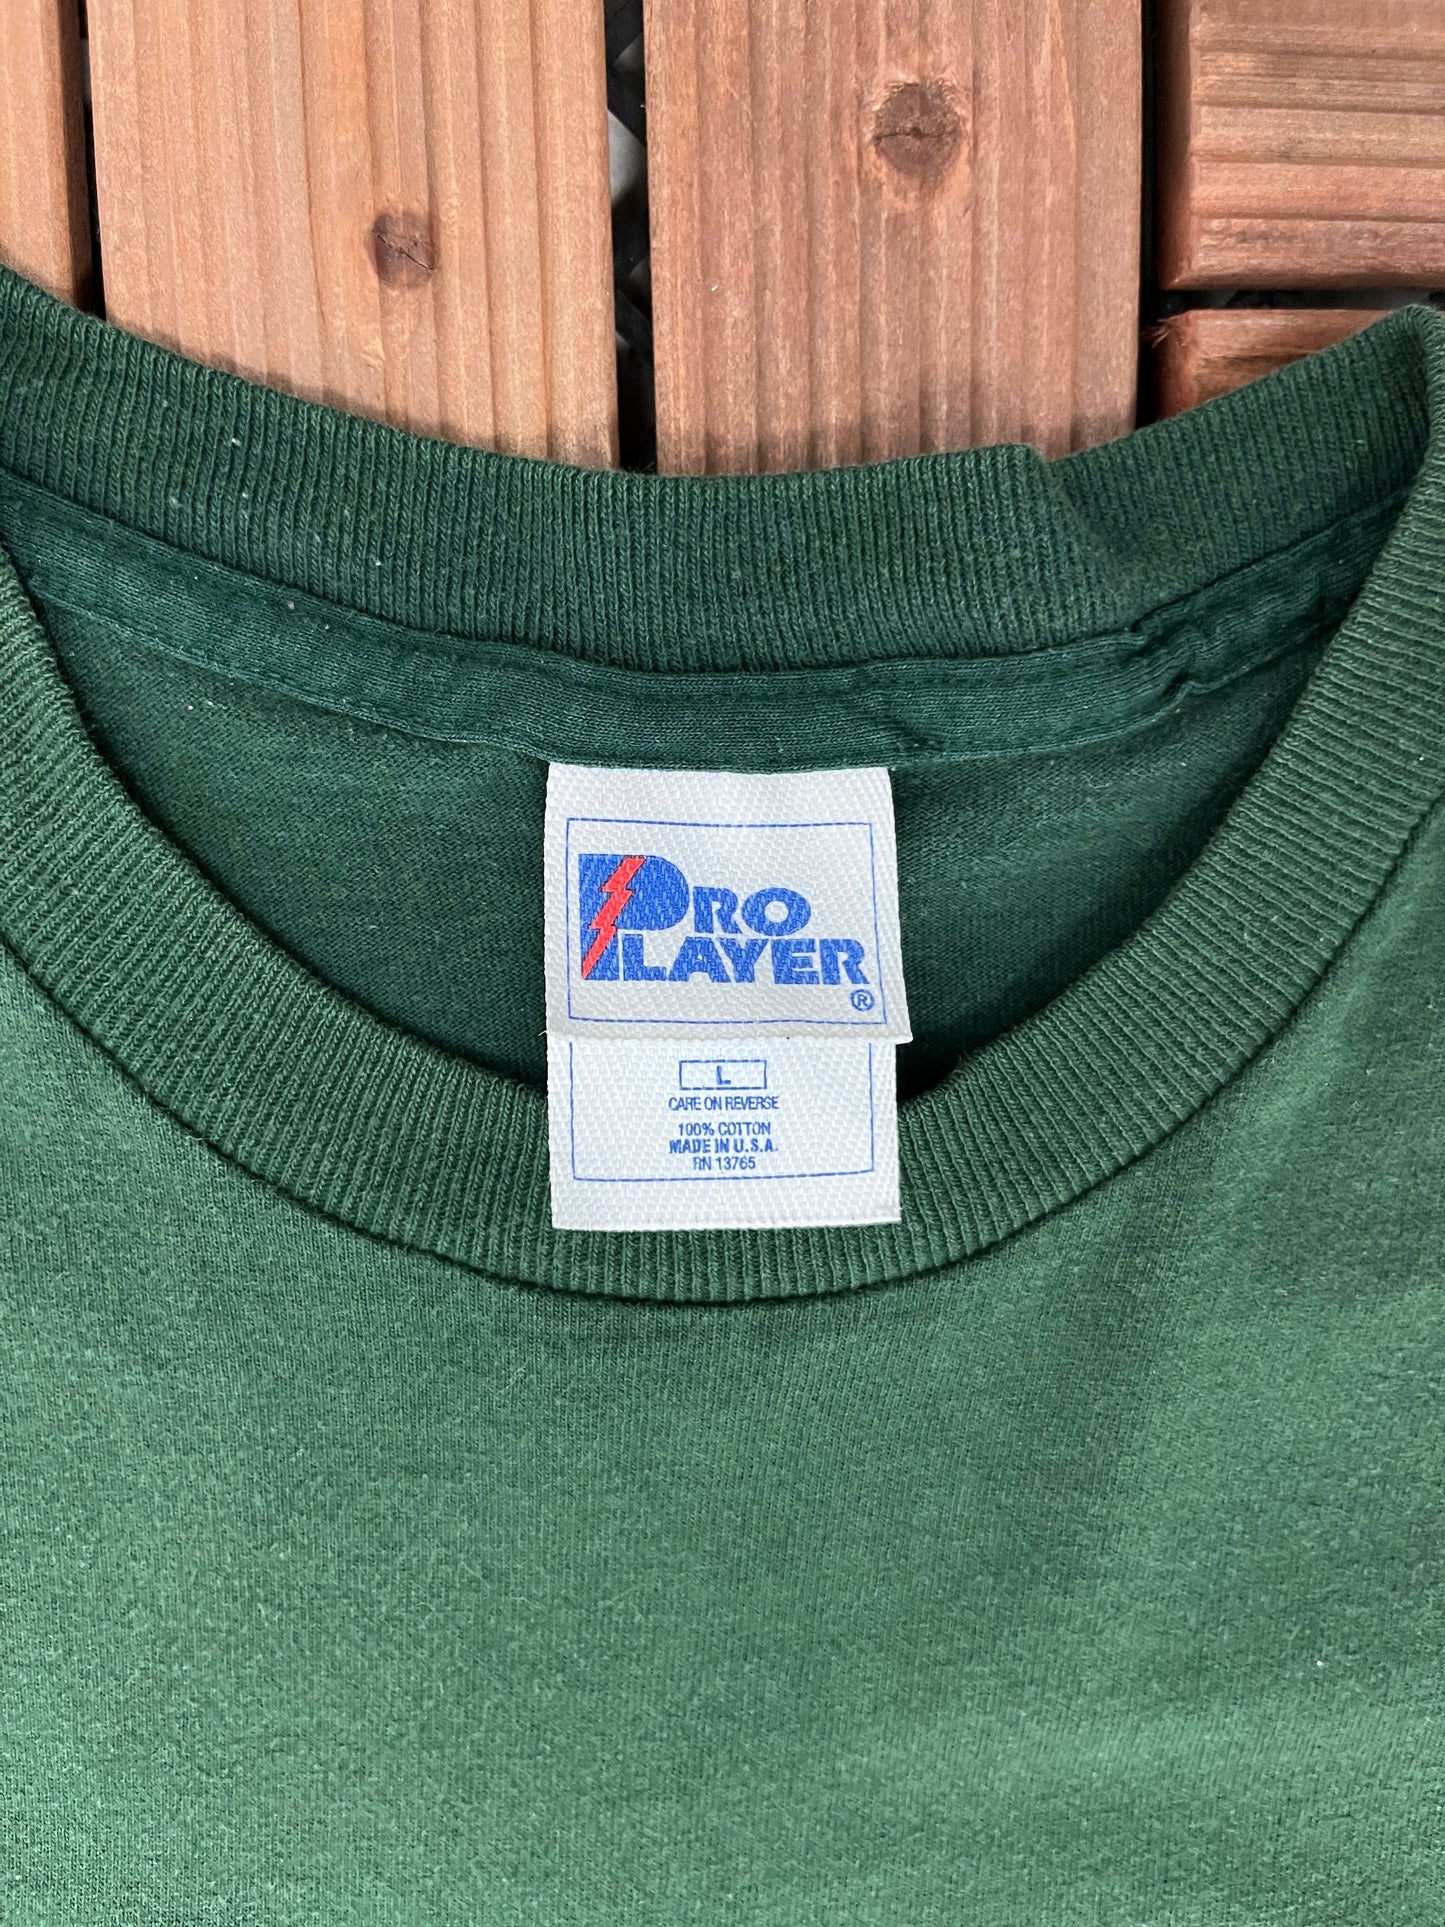 PRO
PLAYER
®
L
CARE ON REVERSE
100% COTTON
MADE IN U.S.A.
RN 13765